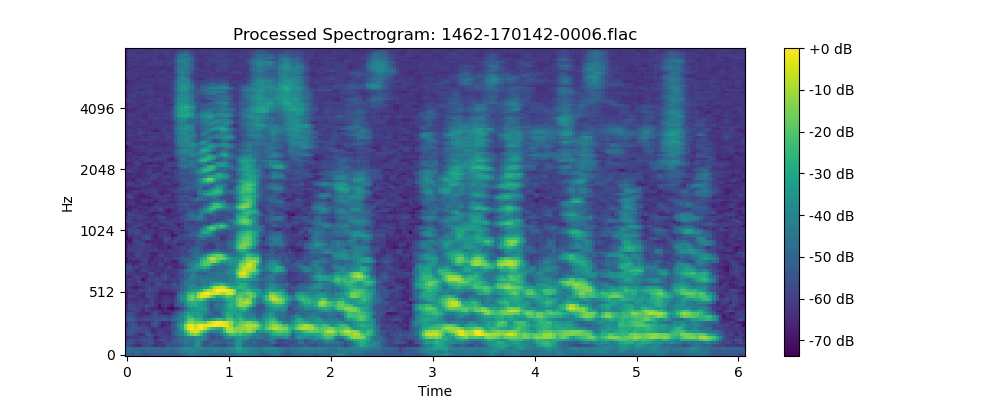 Processed Spectrogram: 1462-170142-0006.flac
Hz
4096
2048
1024
512
0
0 1 2 3 4 5 6
Time
+0 dB
-10 dB
-20 dB
-30 dB
-40 dB
-50 dB
-60 dB
-70 dB